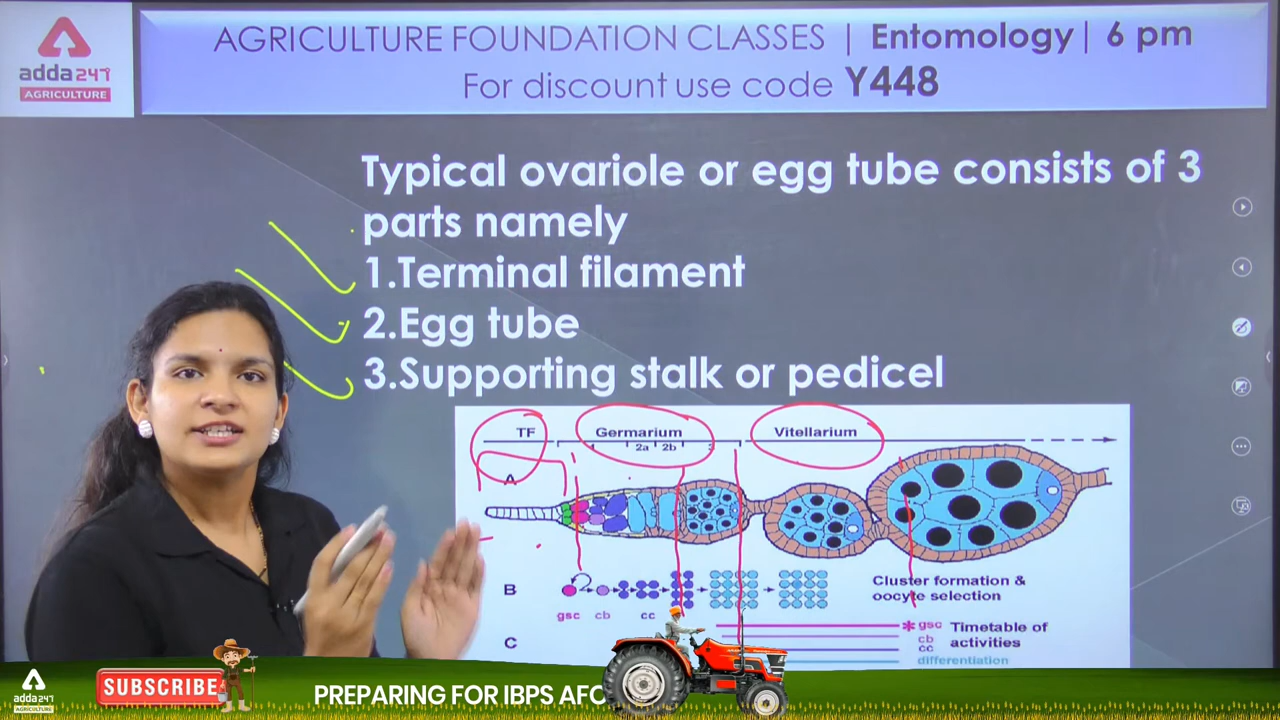 AGRICULTURE FOUNDATION CLASSES | Entomology| 6 pm
For discount use code Y448
adda247
AGRICULTURE
Typical ovariole or egg tube consists of 3
parts namely
1.Terminal filament
2.Egg tube
3.Supporting stalk or pedicel
TF Germarium Vitellarium
2a 2b
A
B
Cluster formation &
oocyte selection
gsc cb cc
C
gsc
cb
cc
differentiation
Timetable of
activities
adda247
AGRICULTURE
SUBSCRIBE
PREPARING FOR IBPS AFO